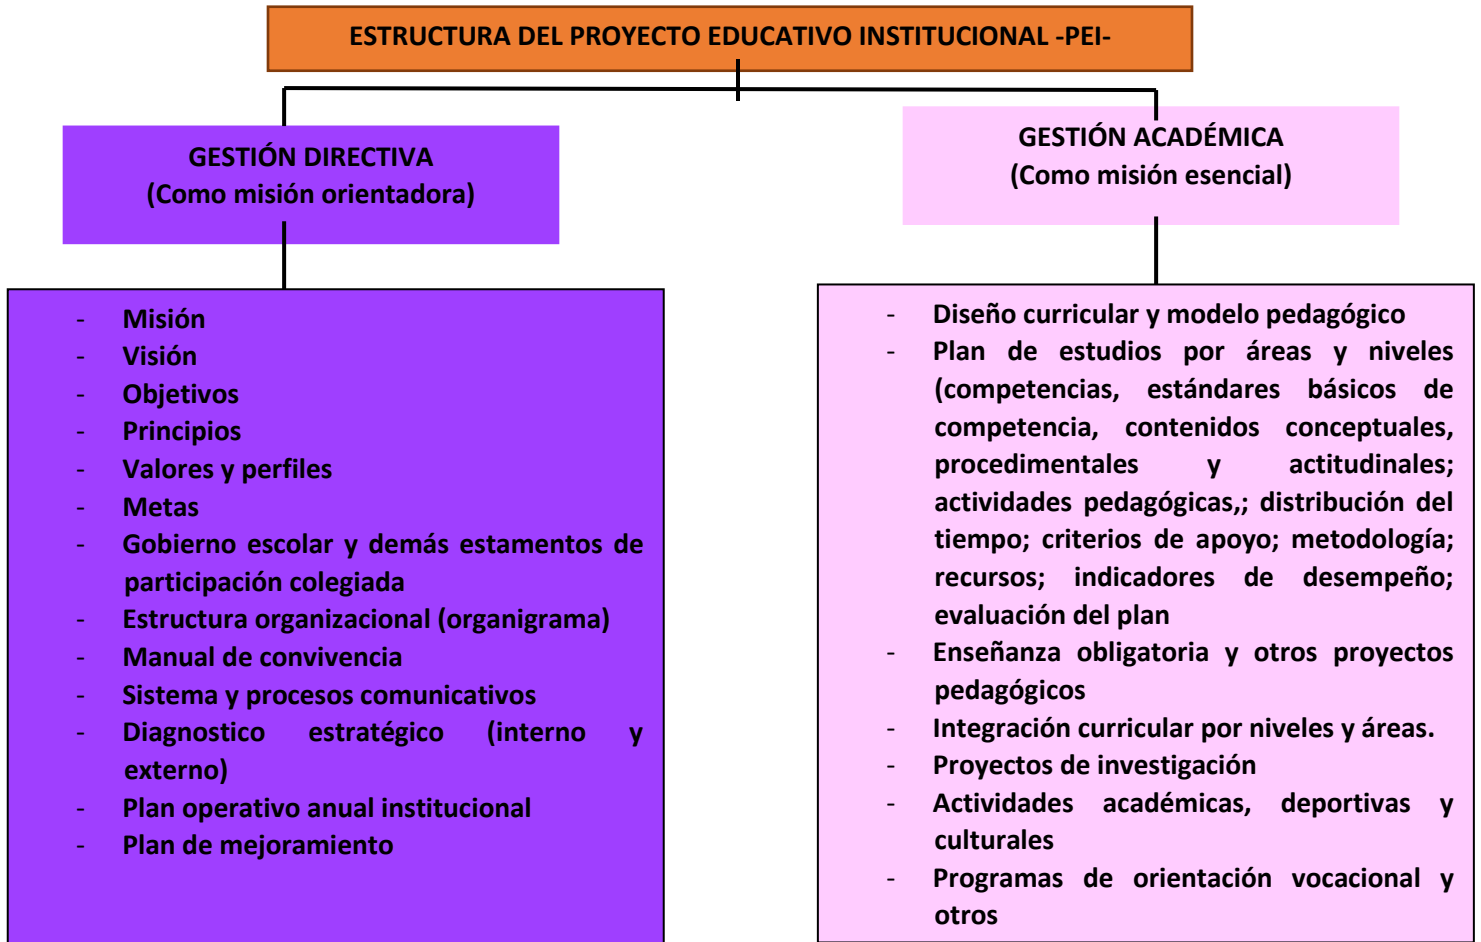 ESTRUCTURA DEL PROYECTO EDUCATIVO INSTITUCIONAL -PEI-
GESTIÓN DIRECTIVA
(Como misión orientadora)
- Misión
- Visión
- Objetivos
- Principios
- Valores y perfiles
- Metas
- Gobierno escolar y demás estamentos de
participación colegiada
- Estructura organizacional (organigrama)
- Manual de convivencia
- Sistema y procesos comunicativos
- Diagnostico estratégico (interno y
externo)
- Plan operativo anual institucional
- Plan de mejoramiento
GESTIÓN ACADÉMICA
(Como misión esencial)
- Diseño curricular y modelo pedagógico
- Plan de estudios por áreas y niveles
(competencias, estándares básicos de
competencia, contenidos conceptuales,
procedimentales y actitudinales;
actividades pedagógicas,; distribución del
tiempo; criterios de apoyo; metodología;
recursos; indicadores de desempeño;
evaluación del plan
- Enseñanza obligatoria y otros proyectos
pedagógicos
- Integración curricular por niveles y áreas.
- Proyectos de investigación
- Actividades académicas, deportivas y
culturales
- Programas de orientación vocacional y
otros